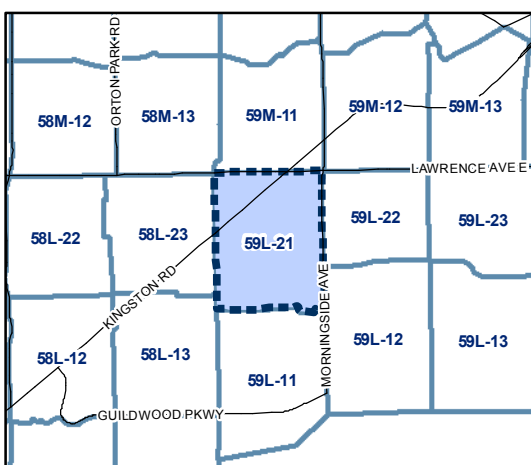 ORTON PARK RD
58M-12
58M-13
59M-11
59M-12
59M-13
LAWRENCE AVE E
58L-22
58L-23
59L-21
59L-22
59L-23
KINGSTON RD
MORNINGSIDE AVE
58L-12
58L-13
59L-11
59L-12
59L-13
GUILDWOOD PKWY